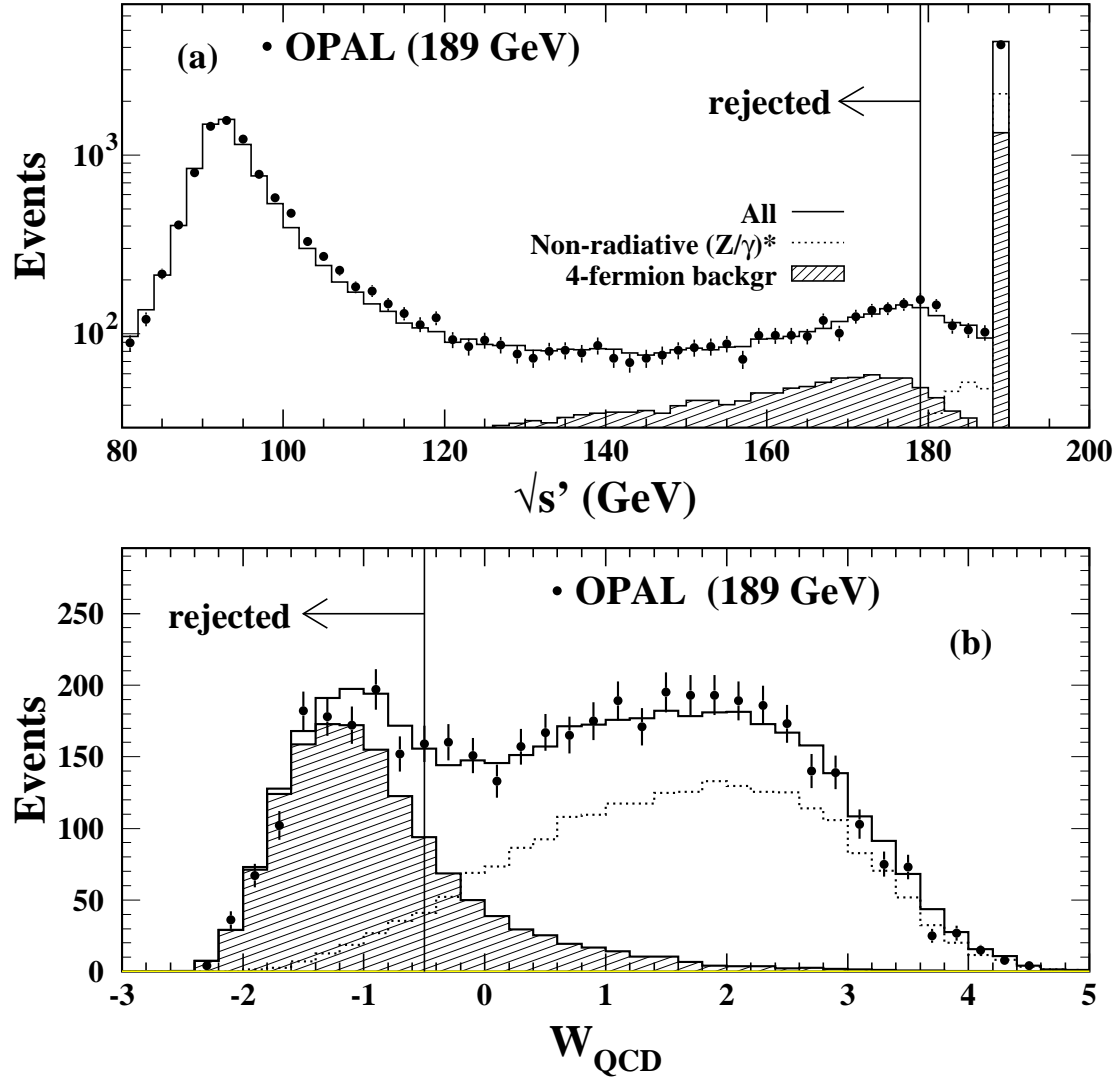 (a)
• OPAL (189 GeV)
rejected
Events
10³
10²
All
Non-radiative (Z/γ)*
4-fermion backgr
80 100 120 140 160 180 200
√s’ (GeV)
• OPAL (189 GeV)
rejected
(b)
Events
250
200
150
100
50
0
-3 -2 -1 0 1 2 3 4 5
W_QCD